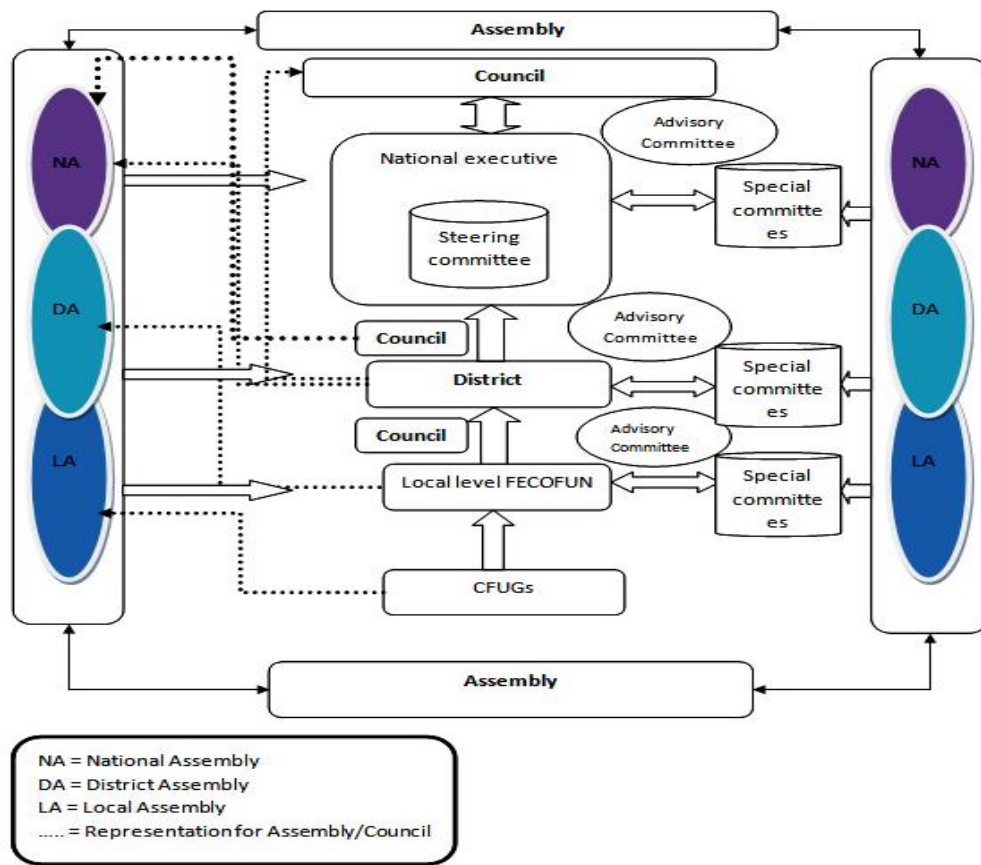 Assembly
Council
NA
National executive
Steering
committee
Advisory
Committee
Special
committe
es
NA
DA
Council
District
Advisory
Committee
Special
committe
es
DA
LA
Council
Local level FECOFUN
Advisory
Committee
Special
committe
es
LA
CFUGs
Assembly
NA = National Assembly
DA = District Assembly
LA = Local Assembly
..... = Representation for Assembly/Council